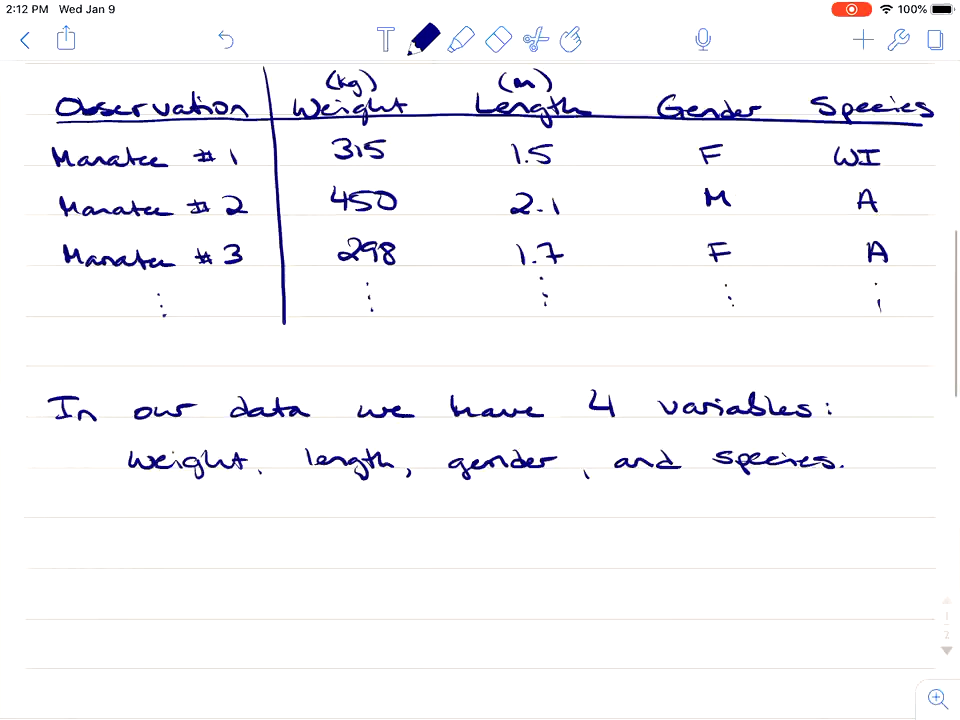 2:12 PM Wed Jan 9
100%
T
(kg) (m)
Observation Weight Length Gender Species
Manatee #1 315 1.5 F WI
Manatee #2 450 2.1 M A
Manatee #3 298 1.7 F A
In our data we have 4 variables:
weight, length, gender, and species.
1
2